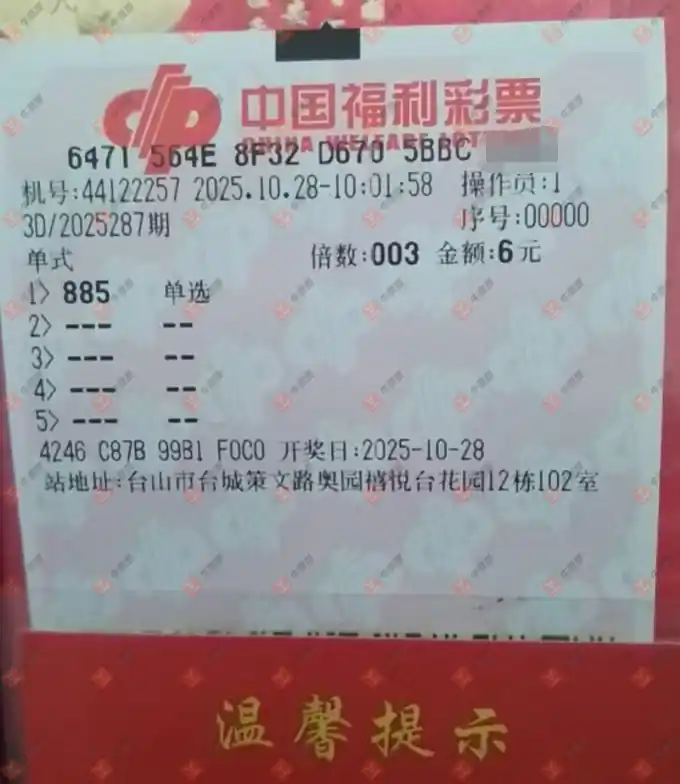 中国福利彩票
CHINA WELFARE LOT
6471 564E 8F32 D670 5BBC
机号:44122257 2025.10.28-10:01:58 操作员:1
3D/2025287期 序号:00000
单式 倍数:003 金额:6元
1> 885 单选
2> --- --
3> --- --
4> --- --
5> --- --
4246 C87B 99B1 F0C0 开奖日:2025-10-28
站地址:台山市台城策文路奥园禧悦台花园12栋102室
温馨提示